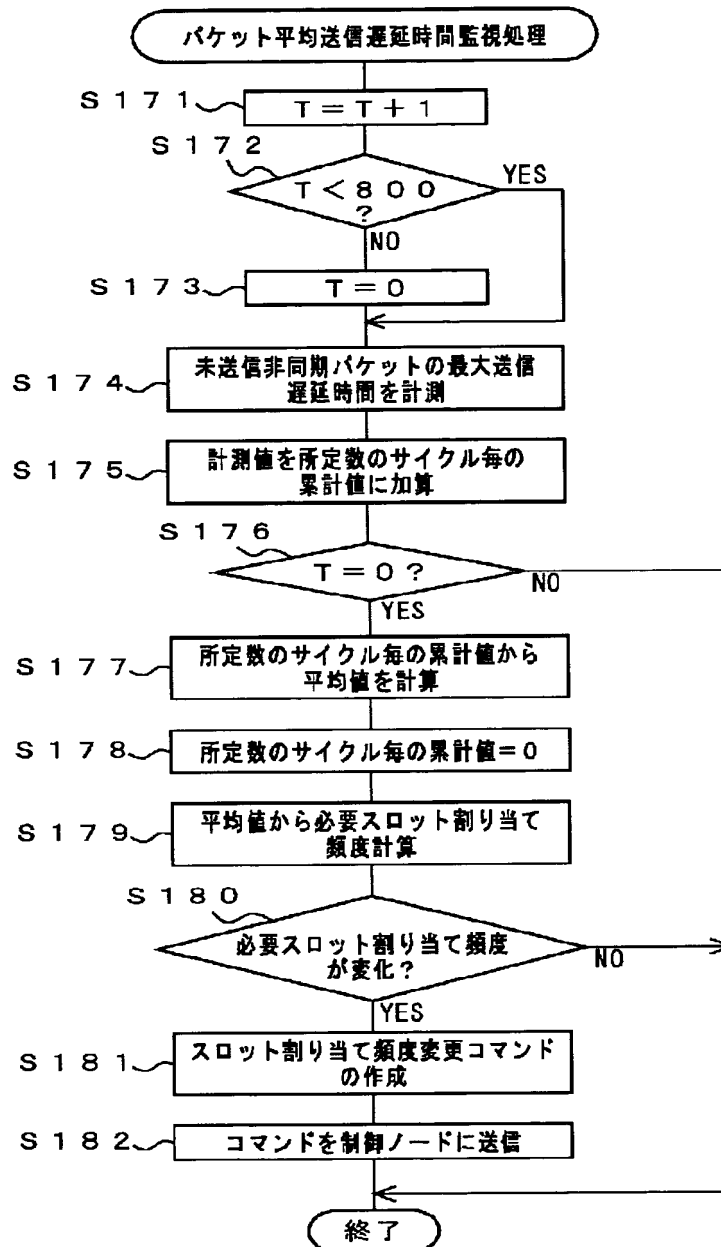 パケット平均送信遅延時間監視処理
S171
T=T+1
S172
T<800
?
YES
NO
S173
T=0
S174
未送信非同期パケットの最大送信
遅延時間を計測
S175
計測値を所定数のサイクル毎の
累計値に加算
S176
T=0?
NO
YES
S177
所定数のサイクル毎の累計値から
平均値を計算
S178
所定数のサイクル毎の累計値=0
S179
平均値から必要スロット割り当て
頻度計算
S180
必要スロット割り当て頻度
が変化?
NO
YES
S181
スロット割り当て頻度変更コマンド
の作成
S182
コマンドを制御ノードに送信
終了